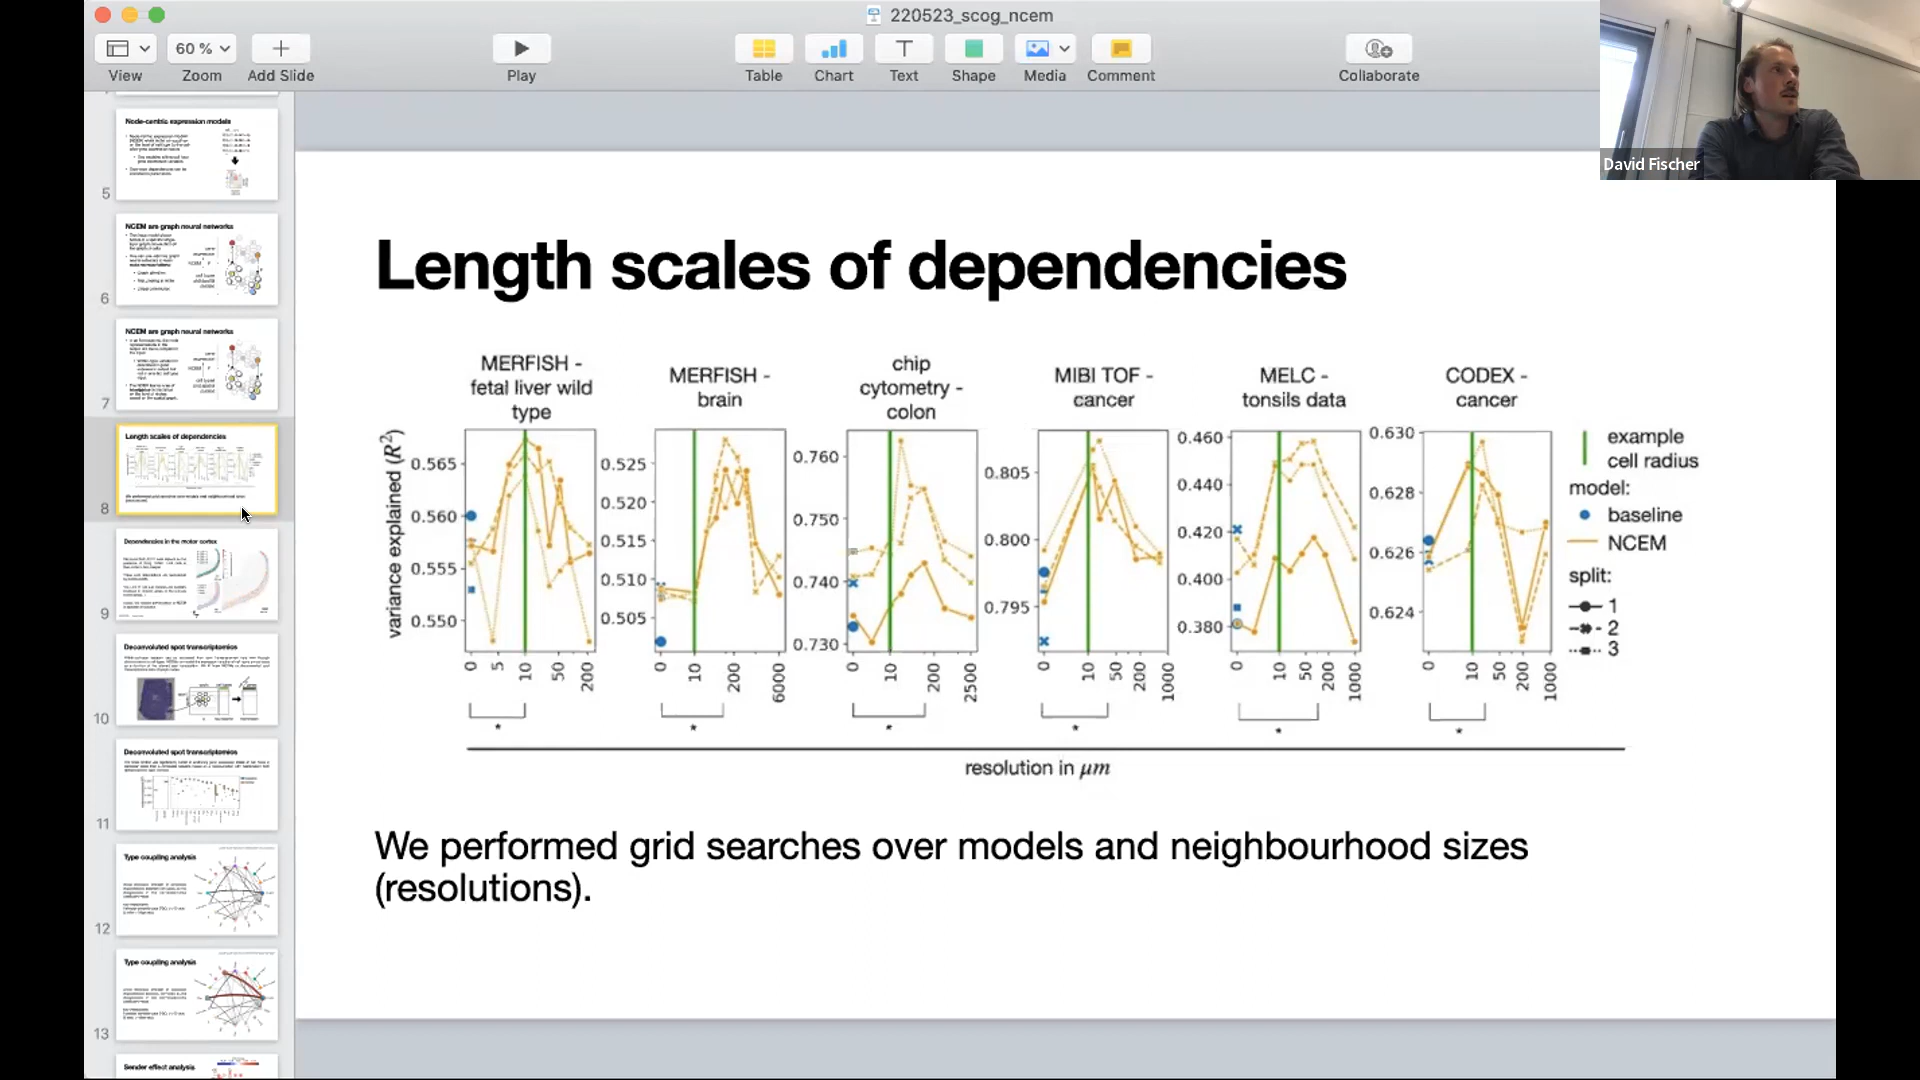 220523_scog_ncem
60 %
View
Zoom
Add Slide
Play
Table
Chart
Text
Shape
Media
Comment
Collaborate
David Fischer
Node-centric expression models
5
NCEM are graph neural networks
6
NCEM are graph neural networks
7
Length scales of dependencies
8
Dependencies in the motor cortex
9
Deconvoluted spot transcriptomics
10
Deconvoluted spot transcriptomics
11
Type coupling analysis
12
Type coupling analysis
13
Sender effect analysis
Length scales of dependencies
MERFISH -
fetal liver wild
type
MERFISH -
brain
chip
cytometry -
colon
MIBI TOF -
cancer
MELC -
tonsils data
CODEX -
cancer
variance explained (R²)
0.565
0.560
0.555
0.550
0 5 10 50 200
0.525
0.520
0.515
0.510
0.505
0 10 200 6000
0.760
0.750
0.740
0.730
0 10 200 2500
0.805
0.800
0.795
0 10 50 200 1000
0.460
0.440
0.420
0.400
0.380
0 10 50 200 1000
0.630
0.628
0.626
0.624
0 10 50 200 1000
* * * * * *
resolution in μm
example
cell radius
model:
baseline
NCEM
split:
1
2
3
We performed grid searches over models and neighbourhood sizes
(resolutions).